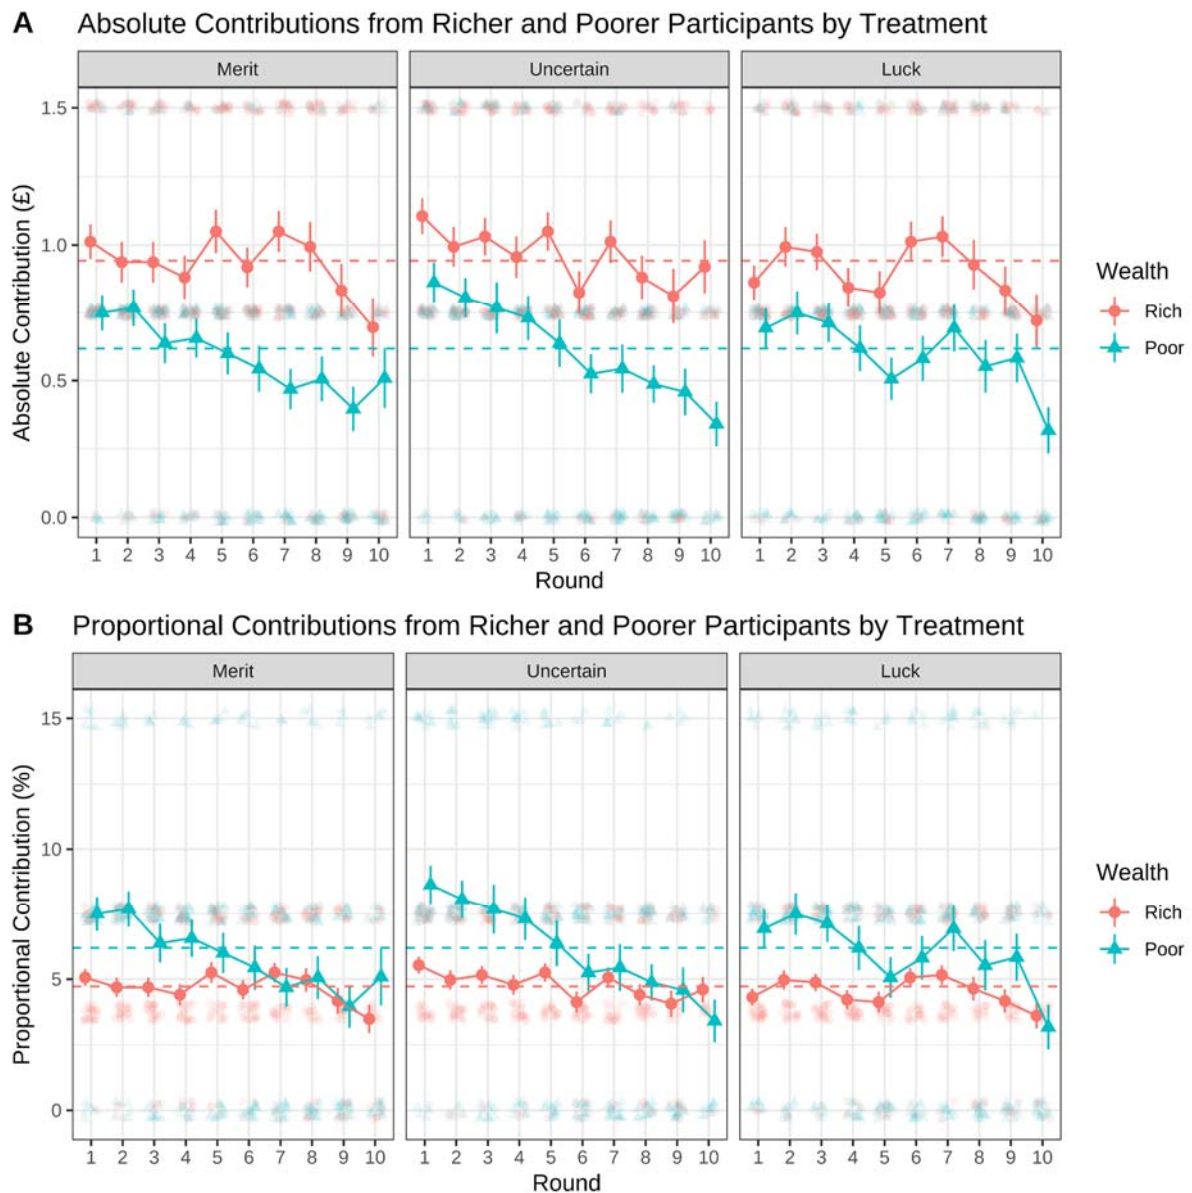 A Absolute Contributions from Richer and Poorer Participants by Treatment
Merit Uncertain Luck
Absolute Contribution (£)
1.5
1.0
0.5
0.0
1 2 3 4 5 6 7 8 9 10 1 2 3 4 5 6 7 8 9 10 1 2 3 4 5 6 7 8 9 10
Round
Wealth
Rich
Poor
B Proportional Contributions from Richer and Poorer Participants by Treatment
Merit Uncertain Luck
Proportional Contribution (%)
15
10
5
0
1 2 3 4 5 6 7 8 9 10 1 2 3 4 5 6 7 8 9 10 1 2 3 4 5 6 7 8 9 10
Round
Wealth
Rich
Poor